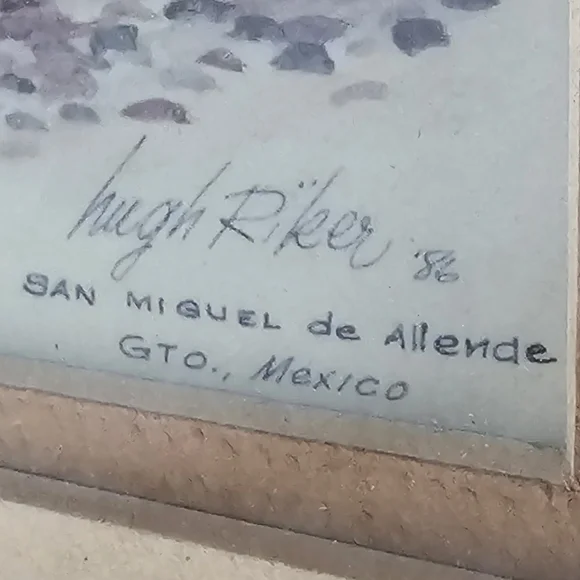 hugh Riker '86
SAN MIGUEL de Allende
GTO., Mexico